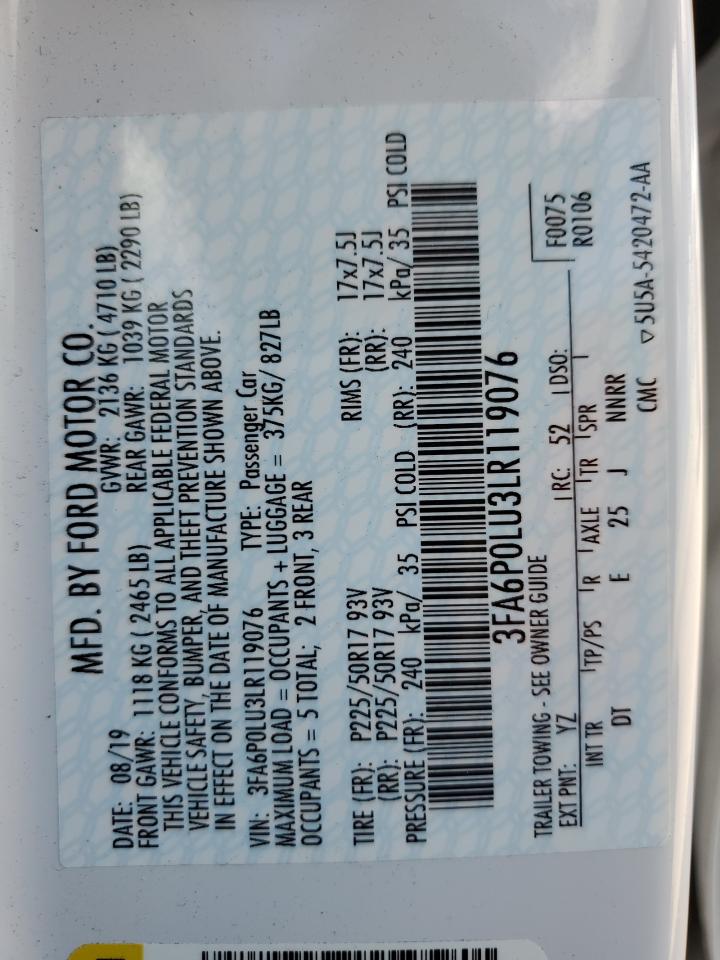 MFD. BY FORD MOTOR CO.
DATE: 08/19 GVWR: 2136 KG ( 4710 LB)
FRONT GAWR: 1118 KG ( 2465 LB) REAR GAWR: 1039 KG ( 2290 LB)
THIS VEHICLE CONFORMS TO ALL APPLICABLE FEDERAL MOTOR
VEHICLE SAFETY, BUMPER, AND THEFT PREVENTION STANDARDS
IN EFFECT ON THE DATE OF MANUFACTURE SHOWN ABOVE.
VIN: 3FA6P0LU3LR119076 TYPE: Passenger Car
MAXIMUM LOAD = OCCUPANTS + LUGGAGE = 375KG/ 827LB
OCCUPANTS = 5 TOTAL; 2 FRONT, 3 REAR
TIRE (FR): P225/50R17 93V RIMS (FR): 17x7.5J
(RR): P225/50R17 93V (RR): 17x7.5J
PRESSURE (FR): 240 kPa/ 35 PSI COLD (RR): 240 kPa/ 35 PSI COLD
3FA6P0LU3LR119076
TRAILER TOWING - SEE OWNER GUIDE
F0075
EXT PNT: YZ RC: 52 DSO: R0106
INT TR TP/PS R AXLE TR SPR
DT E 25 J NNRR
CMC ▽ 5U5A-5420472-AA